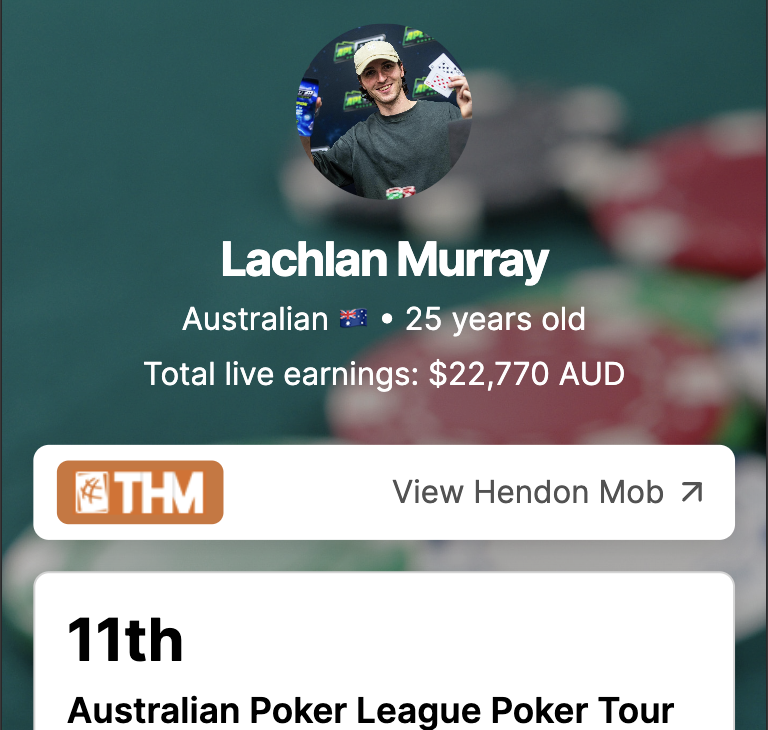 Lachlan Murray
Australian 🇦🇺 • 25 years old
Total live earnings: $22,770 AUD
THM
View Hendon Mob ↗
11th
Australian Poker League Poker Tour